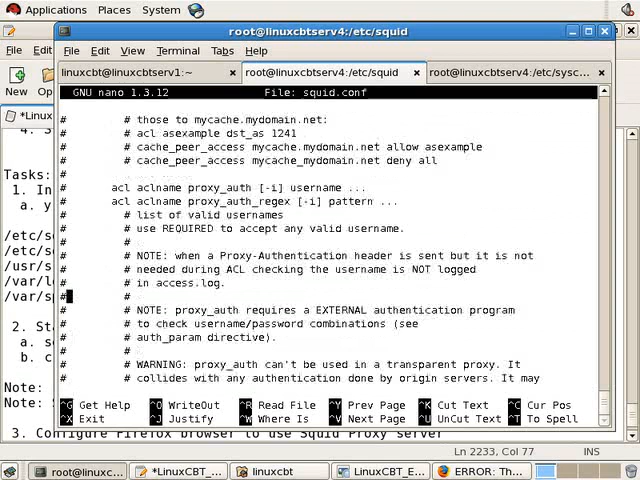 Applications Places System
root@linuxcbtserv4:/etc/squid
File Edit
File Edit View Terminal Tabs Help
linuxcbt@linuxcbtserv1:~
root@linuxcbtserv4:/etc/squid
root@linuxcbtserv4:/etc/sysc...
New Op
GNU nano 1.3.12 File: squid.conf
*Linux
4. S
# # those to mycache.mydomain.net:
# # acl asexample dst_as 1241
# # cache_peer_access mycache.mydomain.net allow asexample
# # cache_peer_access mycache_mydomain.net deny all
Tasks:
# acl aclname proxy_auth [-i] username ...
1. In
# acl aclname proxy_auth_regex [-i] pattern ...
a. y
# # list of valid usernames
# # use REQUIRED to accept any valid username.
/etc/s
# #
/etc/s
# # NOTE: when a Proxy-Authentication header is sent but it is not
/usr/s
# # needed during ACL checking the username is NOT logged
/var/l
# # in access.log.
/var/sp
# #
# # NOTE: proxy_auth requires a EXTERNAL authentication program
2. St
# # to check username/password combinations (see
a. s
# # auth_param directive).
b. c
# #
# # WARNING: proxy_auth can't be used in a transparent proxy. It
# # collides with any authentication done by origin servers. It may
Note:
Note: S
^G Get Help ^O WriteOut ^R Read File ^Y Prev Page ^K Cut Text ^C Cur Pos
^X Exit ^J Justify ^W Where Is ^V Next Page ^U UnCut Text ^T To Spell
3. Configure Firefox browser to use Squid Proxy server
Ln 2233, Col 77 INS
root@linuxc... *LinuxCBT_... linuxcbt LinuxCBT_E... ERROR: Th...